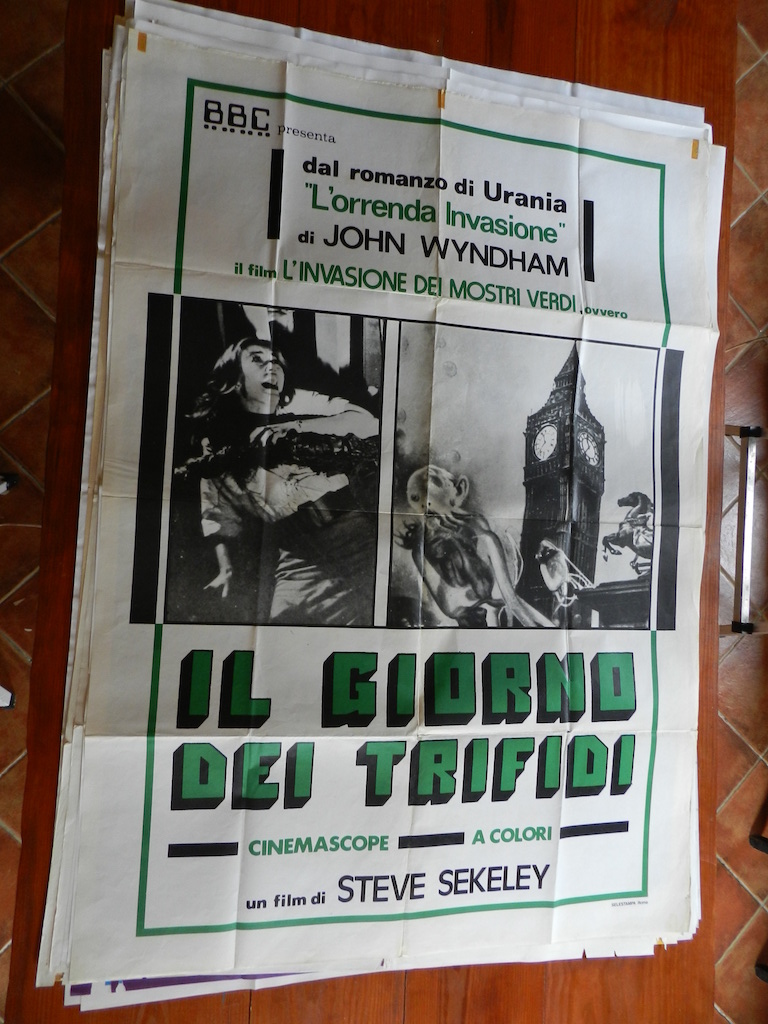 BBC presenta
dal romanzo di Urania
"L'orrenda Invasione"
di JOHN WYNDHAM
il film L'INVASIONE DEI MOSTRI VERDI, ovvero
IL GIORNO
DEI TRIFIDI
CINEMASCOPE A COLORI
un film di STEVE SEKELEY